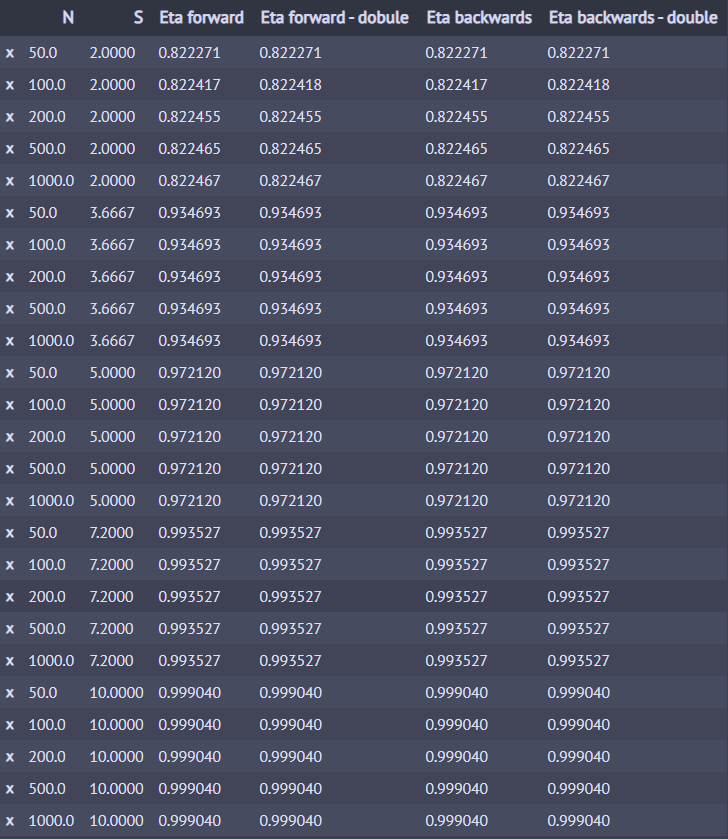 N S Eta forward Eta forward - dobule Eta backwards Eta backwards - double
x 50.0 2.0000 0.822271 0.822271 0.822271 0.822271
x 100.0 2.0000 0.822417 0.822418 0.822417 0.822418
x 200.0 2.0000 0.822455 0.822455 0.822455 0.822455
x 500.0 2.0000 0.822465 0.822465 0.822465 0.822465
x 1000.0 2.0000 0.822467 0.822467 0.822467 0.822467
x 50.0 3.6667 0.934693 0.934693 0.934693 0.934693
x 100.0 3.6667 0.934693 0.934693 0.934693 0.934693
x 200.0 3.6667 0.934693 0.934693 0.934693 0.934693
x 500.0 3.6667 0.934693 0.934693 0.934693 0.934693
x 1000.0 3.6667 0.934693 0.934693 0.934693 0.934693
x 50.0 5.0000 0.972120 0.972120 0.972120 0.972120
x 100.0 5.0000 0.972120 0.972120 0.972120 0.972120
x 200.0 5.0000 0.972120 0.972120 0.972120 0.972120
x 500.0 5.0000 0.972120 0.972120 0.972120 0.972120
x 1000.0 5.0000 0.972120 0.972120 0.972120 0.972120
x 50.0 7.2000 0.993527 0.993527 0.993527 0.993527
x 100.0 7.2000 0.993527 0.993527 0.993527 0.993527
x 200.0 7.2000 0.993527 0.993527 0.993527 0.993527
x 500.0 7.2000 0.993527 0.993527 0.993527 0.993527
x 1000.0 7.2000 0.993527 0.993527 0.993527 0.993527
x 50.0 10.0000 0.999040 0.999040 0.999040 0.999040
x 100.0 10.0000 0.999040 0.999040 0.999040 0.999040
x 200.0 10.0000 0.999040 0.999040 0.999040 0.999040
x 500.0 10.0000 0.999040 0.999040 0.999040 0.999040
x 1000.0 10.0000 0.999040 0.999040 0.999040 0.999040